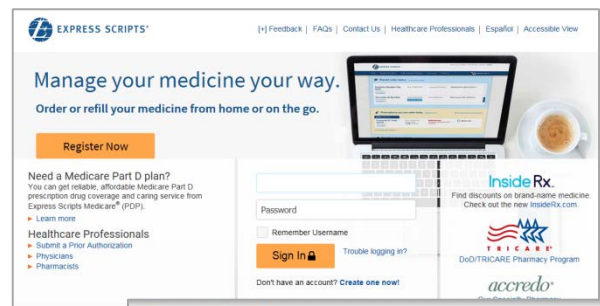 EXPRESS SCRIPTS®
[+] Feedback | FAQs | Contact Us | Healthcare Professionals | Español | Accessible View
Manage your medicine your way.
Order or refill your medicine from home or on the go.
Register Now
Need a Medicare Part D plan?
You can get reliable, affordable Medicare Part D
prescription drug coverage and caring service from
Express Scripts Medicare® (PDP).
Learn more
Healthcare Professionals
Submit a Prior Authorization
Physicians
Pharmacists
Password
Remember Username
Sign In
Trouble logging in?
Don't have an account? Create one now!
Inside Rx.
Find discounts on brand-name medicine
Check out the new InsideRx.com.
TRICARE
DoD/TRICARE Pharmacy Program
accredo®